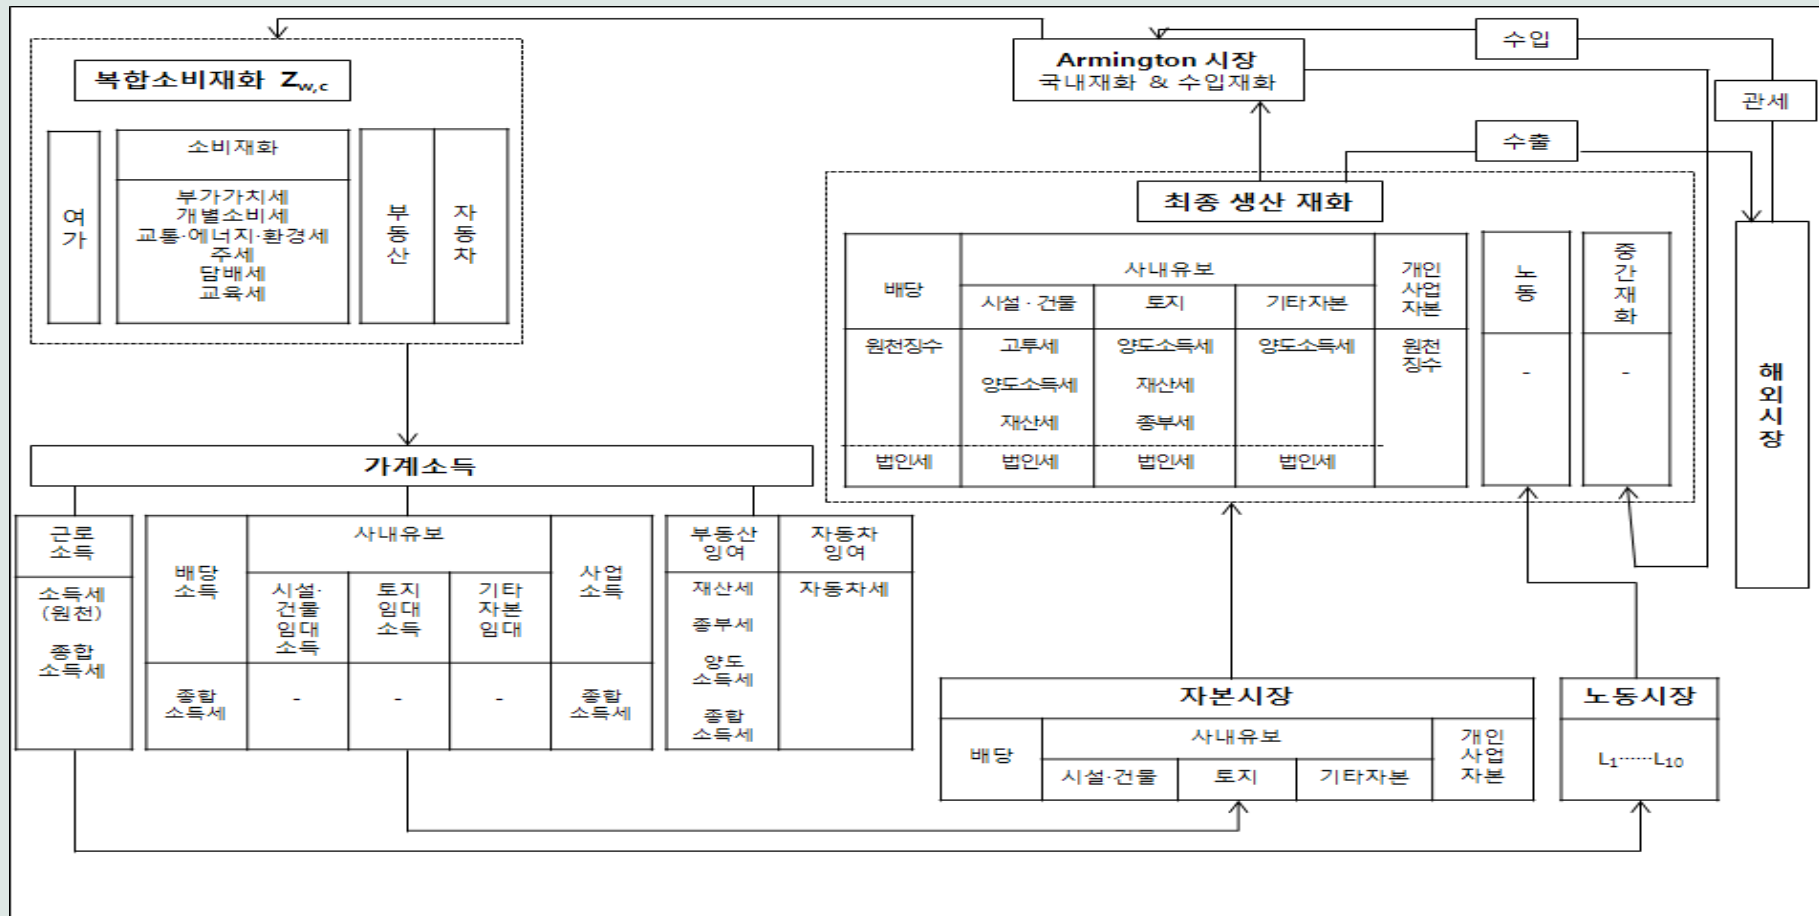 복합소비재화 Zw,c
여
가
소비재화
부가가치세
개별소비세
교통·에너지·환경세
주세
담배세
교육세
부
동
산
자
동
차
Armington 시장
국내재화 & 수입재화
수입
관세
수출
해
외
시
장
최종 생산 재화
배당
사내유보
시설·건물
토지
기타자본
개인
사업
자본
노
동
중
간
재
화
원천징수
고투세
양도소득세
재산세
양도소득세
재산세
종부세
양도소득세
원천
징수
-
-
법인세
법인세
법인세
법인세
가계소득
근로
소득
소득세
(원천)
종합
소득세
배당
소득
사내유보
시설·
건물
임대
소득
토지
임대
소득
기타
자본
임대
사업
소득
종합
소득세
-
-
-
종합
소득세
부동산
잉여
재산세
종부세
양도
소득세
종합
소득세
자동차
잉여
자동차세
자본시장
배당
사내유보
시설·건물
토지
기타자본
개인
사업
자본
노동시장
L1······L10